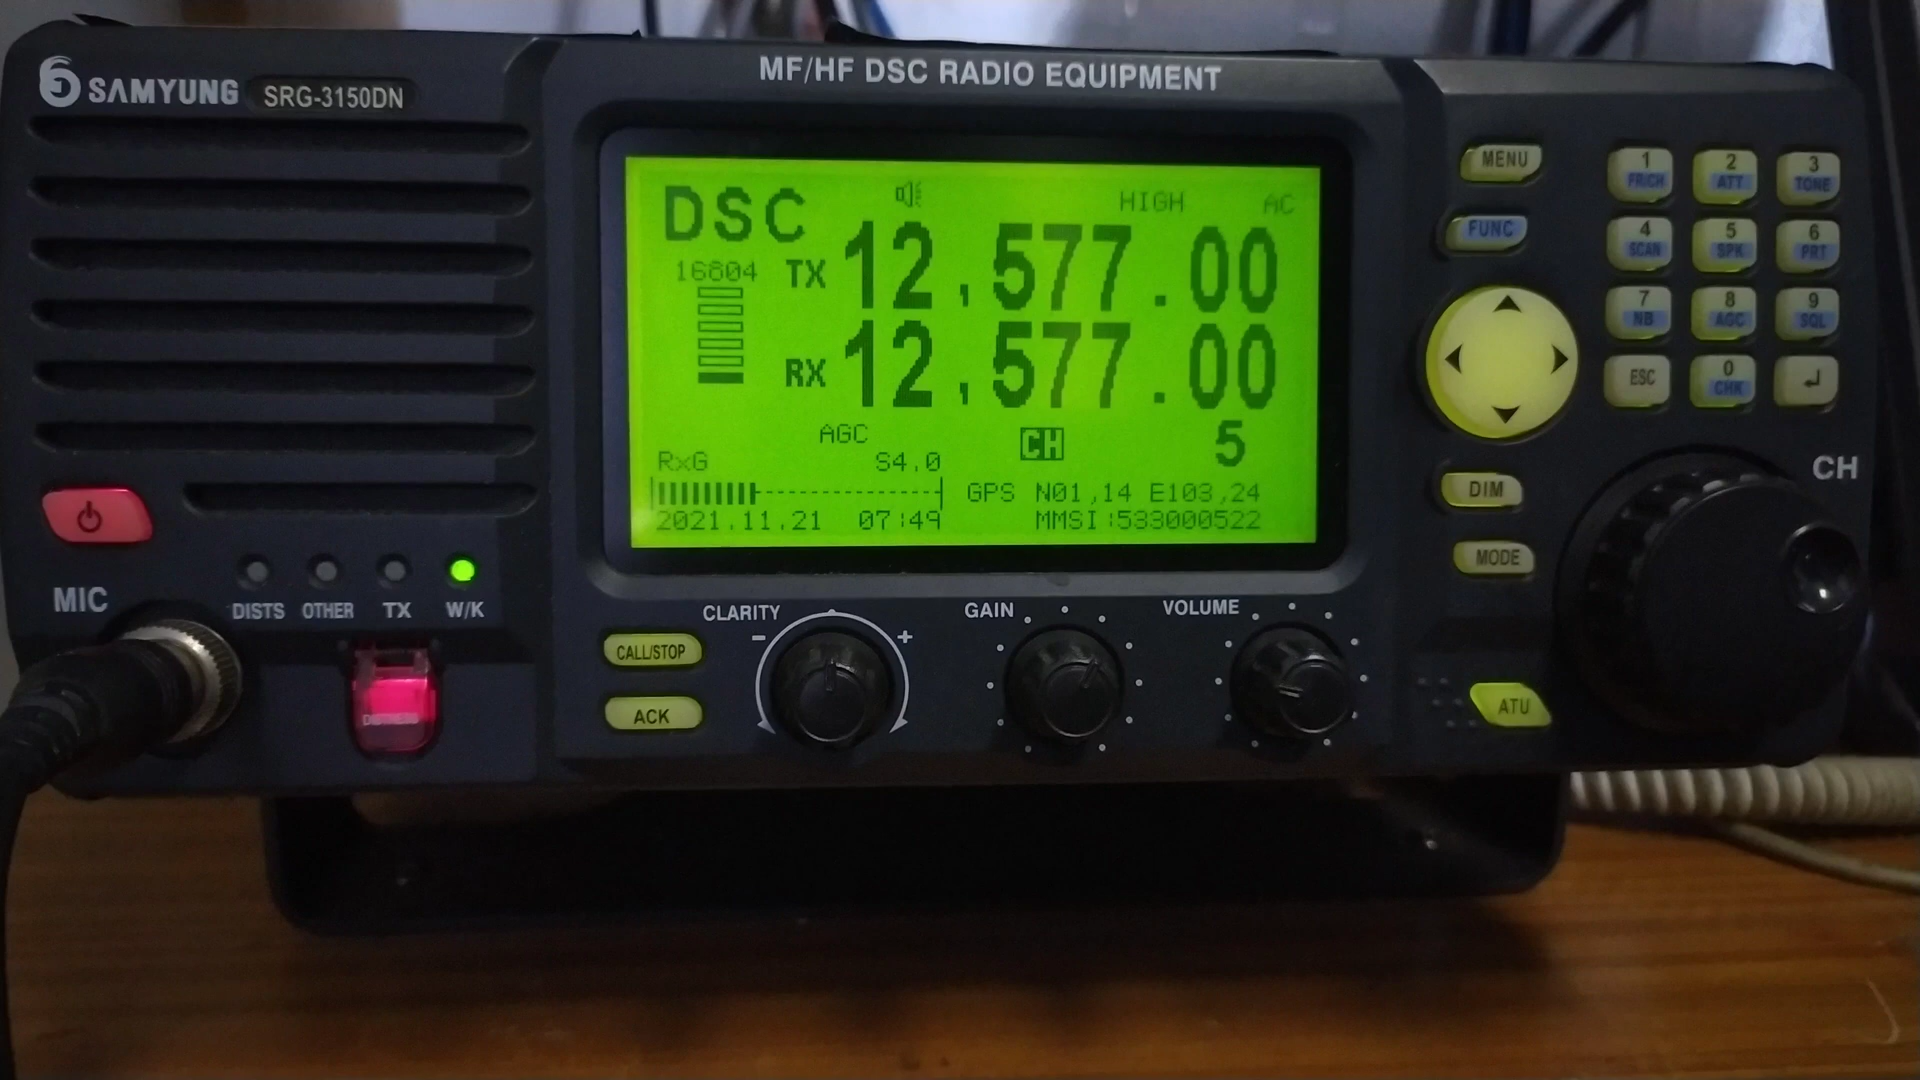 SAMYUNG SRG-3150DN
MF/HF DSC RADIO EQUIPMENT
DSC HIGH AC
16804 TX 12,577.00
RX 12,577.00
AGC CH 5
RxG S4.0
GPS N01,14 E103,24
2021.11.21 07:49 MMSI:533000522
MIC
DISTS OTHER TX W/K
DISTRESS
CALL/STOP
ACK
CLARITY
- +
GAIN
VOLUME
MENU
FUNC
1 FR/CH
2 ATT
3 TONE
4 SCAN
5 SPK
6 PRT
7 NB
8 AGC
9 SQL
ESC
0 CHK
DIM
MODE
ATU
CH